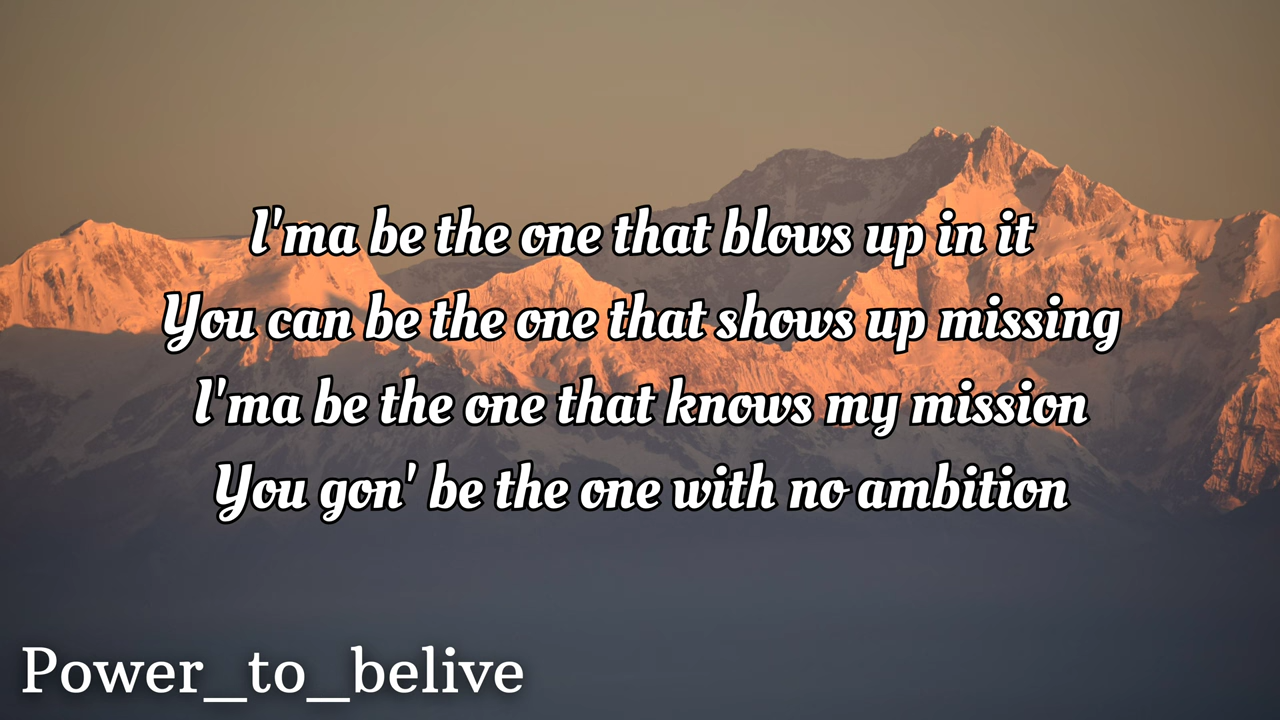 I'ma be the one that blows up in it
You can be the one that shows up missing
I'ma be the one that knows my mission
You gon' be the one with no ambition
Power_to_belive